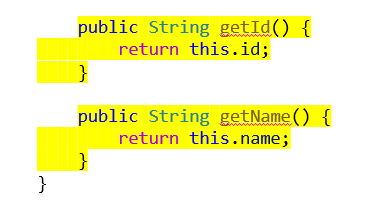 public String getId() {
        return this.id;
    }

    public String getName() {
        return this.name;
    }
}